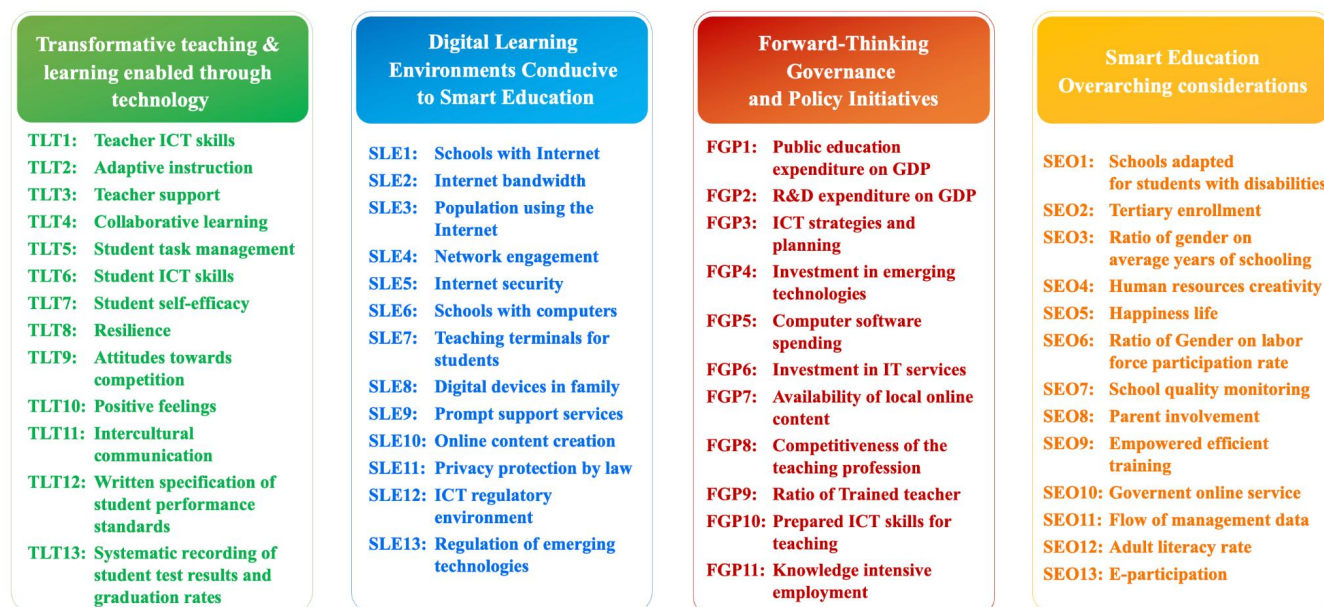 Transformative teaching &
learning enabled through
technology
TLT1: Teacher ICT skills
TLT2: Adaptive instruction
TLT3: Teacher support
TLT4: Collaborative learning
TLT5: Student task management
TLT6: Student ICT skills
TLT7: Student self-efficacy
TLT8: Resilience
TLT9: Attitudes towards
competition
TLT10: Positive feelings
TLT11: Intercultural
communication
TLT12: Written specification of
student performance
standards
TLT13: Systematic recording of
student test results and
graduation rates
Digital Learning
Environments Conducive
to Smart Education
SLE1: Schools with Internet
SLE2: Internet bandwidth
SLE3: Population using the
Internet
SLE4: Network engagement
SLE5: Internet security
SLE6: Schools with computers
SLE7: Teaching terminals for
students
SLE8: Digital devices in family
SLE9: Prompt support services
SLE10: Online content creation
SLE11: Privacy protection by law
SLE12: ICT regulatory
environment
SLE13: Regulation of emerging
technologies
Forward-Thinking
Governance
and Policy Initiatives
FGP1: Public education
expenditure on GDP
FGP2: R&D expenditure on GDP
FGP3: ICT strategies and
planning
FGP4: Investment in emerging
technologies
FGP5: Computer software
spending
FGP6: Investment in IT services
FGP7: Availability of local online
content
FGP8: Competitiveness of the
teaching profession
FGP9: Ratio of Trained teacher
FGP10: Prepared ICT skills for
teaching
FGP11: Knowledge intensive
employment
Smart Education
Overarching considerations
SEO1: Schools adapted
for students with disabilities
SEO2: Tertiary enrollment
SEO3: Ratio of gender on
average years of schooling
SEO4: Human resources creativity
SEO5: Happiness life
SEO6: Ratio of Gender on labor
force participation rate
SEO7: School quality monitoring
SEO8: Parent involvement
SEO9: Empowered efficient
training
SEO10: Governent online service
SEO11: Flow of management data
SEO12: Adult literacy rate
SEO13: E-participation